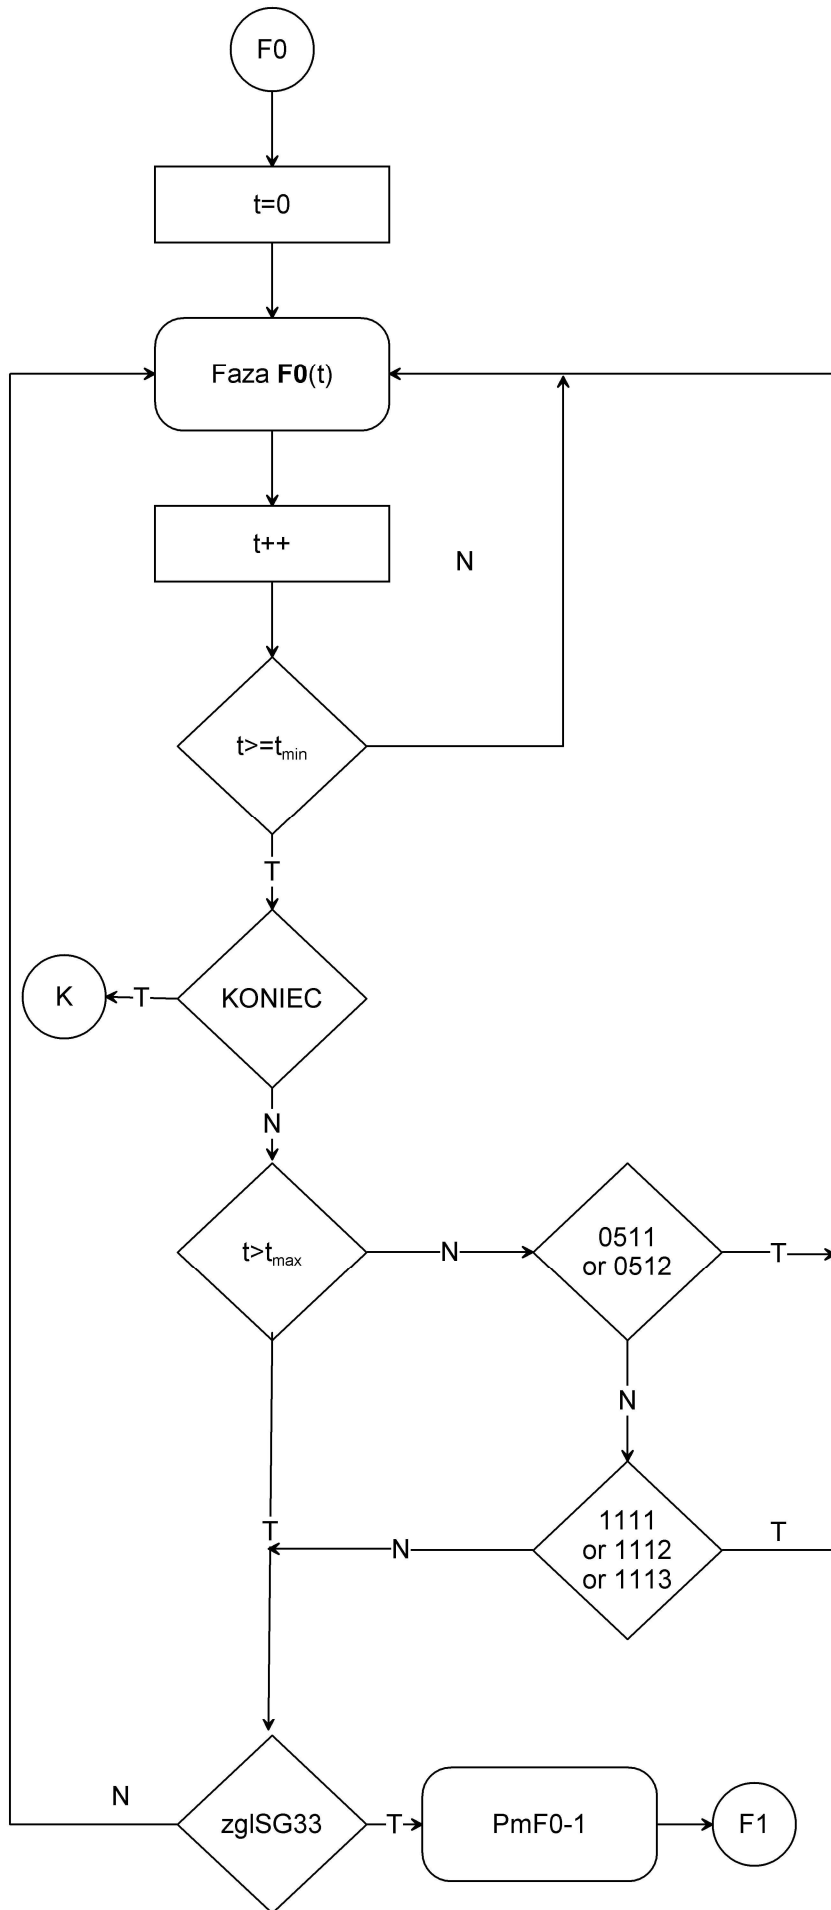 F0
t=0
Faza F0(t)
t++
N
t>=tmin
T
K
T
KONIEC
N
t>tmax
N
0511
or 0512
T
N
T
N
1111
or 1112
or 1113
T
N
zglSG33
T
PmF0-1
F1